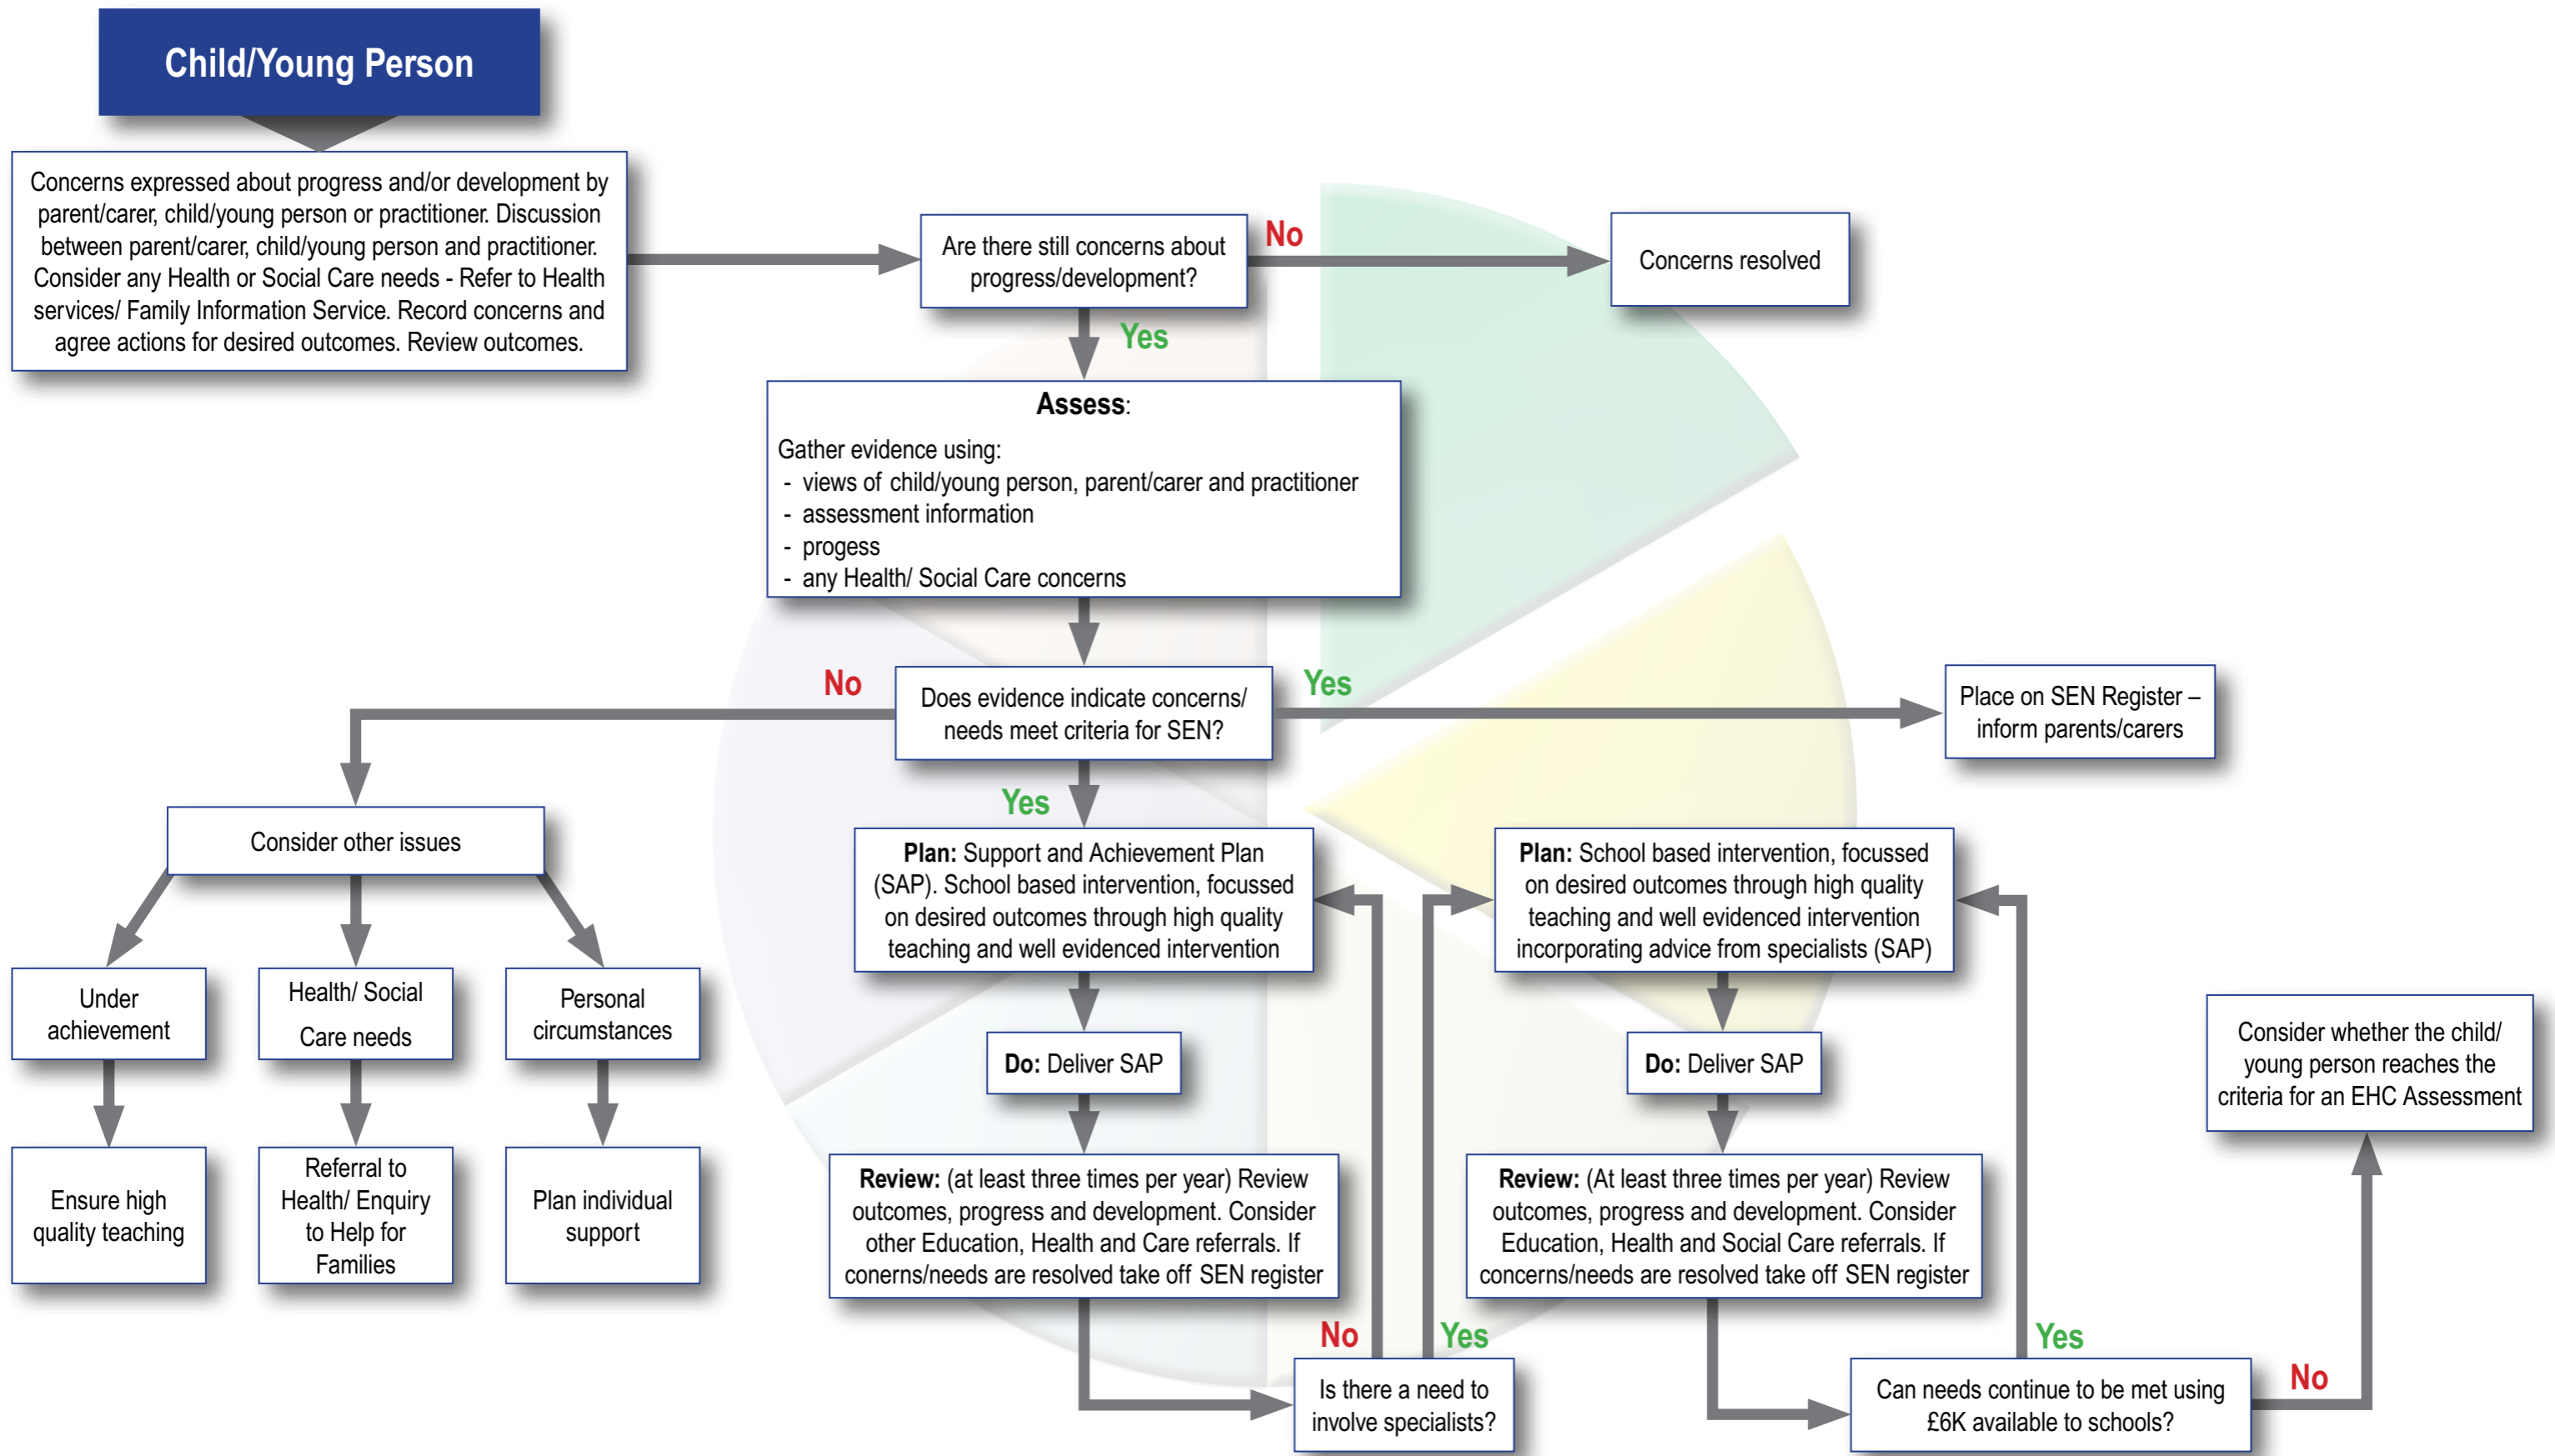 Child/Young Person
Concerns expressed about progress and/or development by
parent/carer, child/young person or practitioner. Discussion
between parent/carer, child/young person and practitioner.
Consider any Health or Social Care needs - Refer to Health
services/ Family Information Service. Record concerns and
agree actions for desired outcomes. Review outcomes.
Are there still concerns about
progress/development?
No
Concerns resolved
Yes
Assess:
Gather evidence using:
- views of child/young person, parent/carer and practitioner
- assessment information
- progess
- any Health/ Social Care concerns
Does evidence indicate concerns/
needs meet criteria for SEN?
No
Yes
Place on SEN Register –
inform parents/carers
Yes
Consider other issues
Under
achievement
Health/ Social
Care needs
Personal
circumstances
Ensure high
quality teaching
Referral to
Health/ Enquiry
to Help for
Families
Plan individual
support
Plan: Support and Achievement Plan
(SAP). School based intervention, focussed
on desired outcomes through high quality
teaching and well evidenced intervention
Do: Deliver SAP
Review: (at least three times per year) Review
outcomes, progress and development. Consider
other Education, Health and Care referrals. If
conerns/needs are resolved take off SEN register
No
Yes
Is there a need to
involve specialists?
Plan: School based intervention, focussed
on desired outcomes through high quality
teaching and well evidenced intervention
incorporating advice from specialists (SAP)
Do: Deliver SAP
Review: (At least three times per year) Review
outcomes, progress and development. Consider
Education, Health and Social Care referrals. If
concerns/needs are resolved take off SEN register
Yes
Can needs continue to be met using
£6K available to schools?
No
Consider whether the child/
young person reaches the
criteria for an EHC Assessment